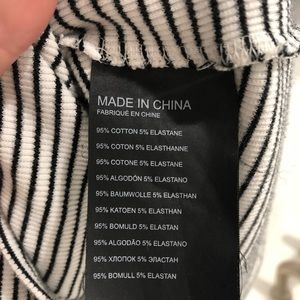 MADE IN CHINA
FABRIQUÉ EN CHINE
95% COTTON 5% ELASTANE
95% COTON 5% ELASTHANNE
95% COTONE 5% ELASTANO
95% ALGODÓN 5% ELASTANO
95% BAUMWOLLE 5% ELASTHAN
95% KATOEN 5% ELASTHAN
95% BOMULD 5% ELASTAN
95% ALGODÃO 5% ELASTANO
95% ХЛОПОК 5% ЭЛАСТАН
95% BOMULL 5% ELASTAN